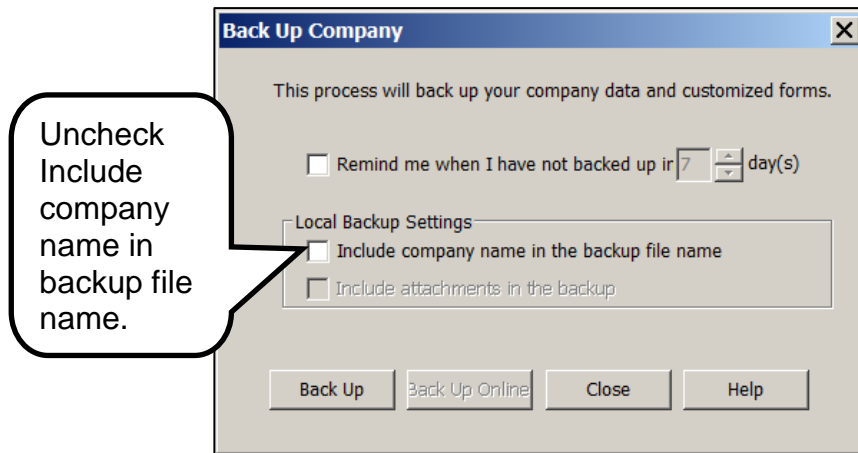 Back Up Company
This process will back up your company data and customized forms.
Uncheck
Include
company
name in
backup file
name.
Remind me when I have not backed up ir 7 day(s)
Local Backup Settings
Include company name in the backup file name
Include attachments in the backup
Back Up Back Up Online Close Help